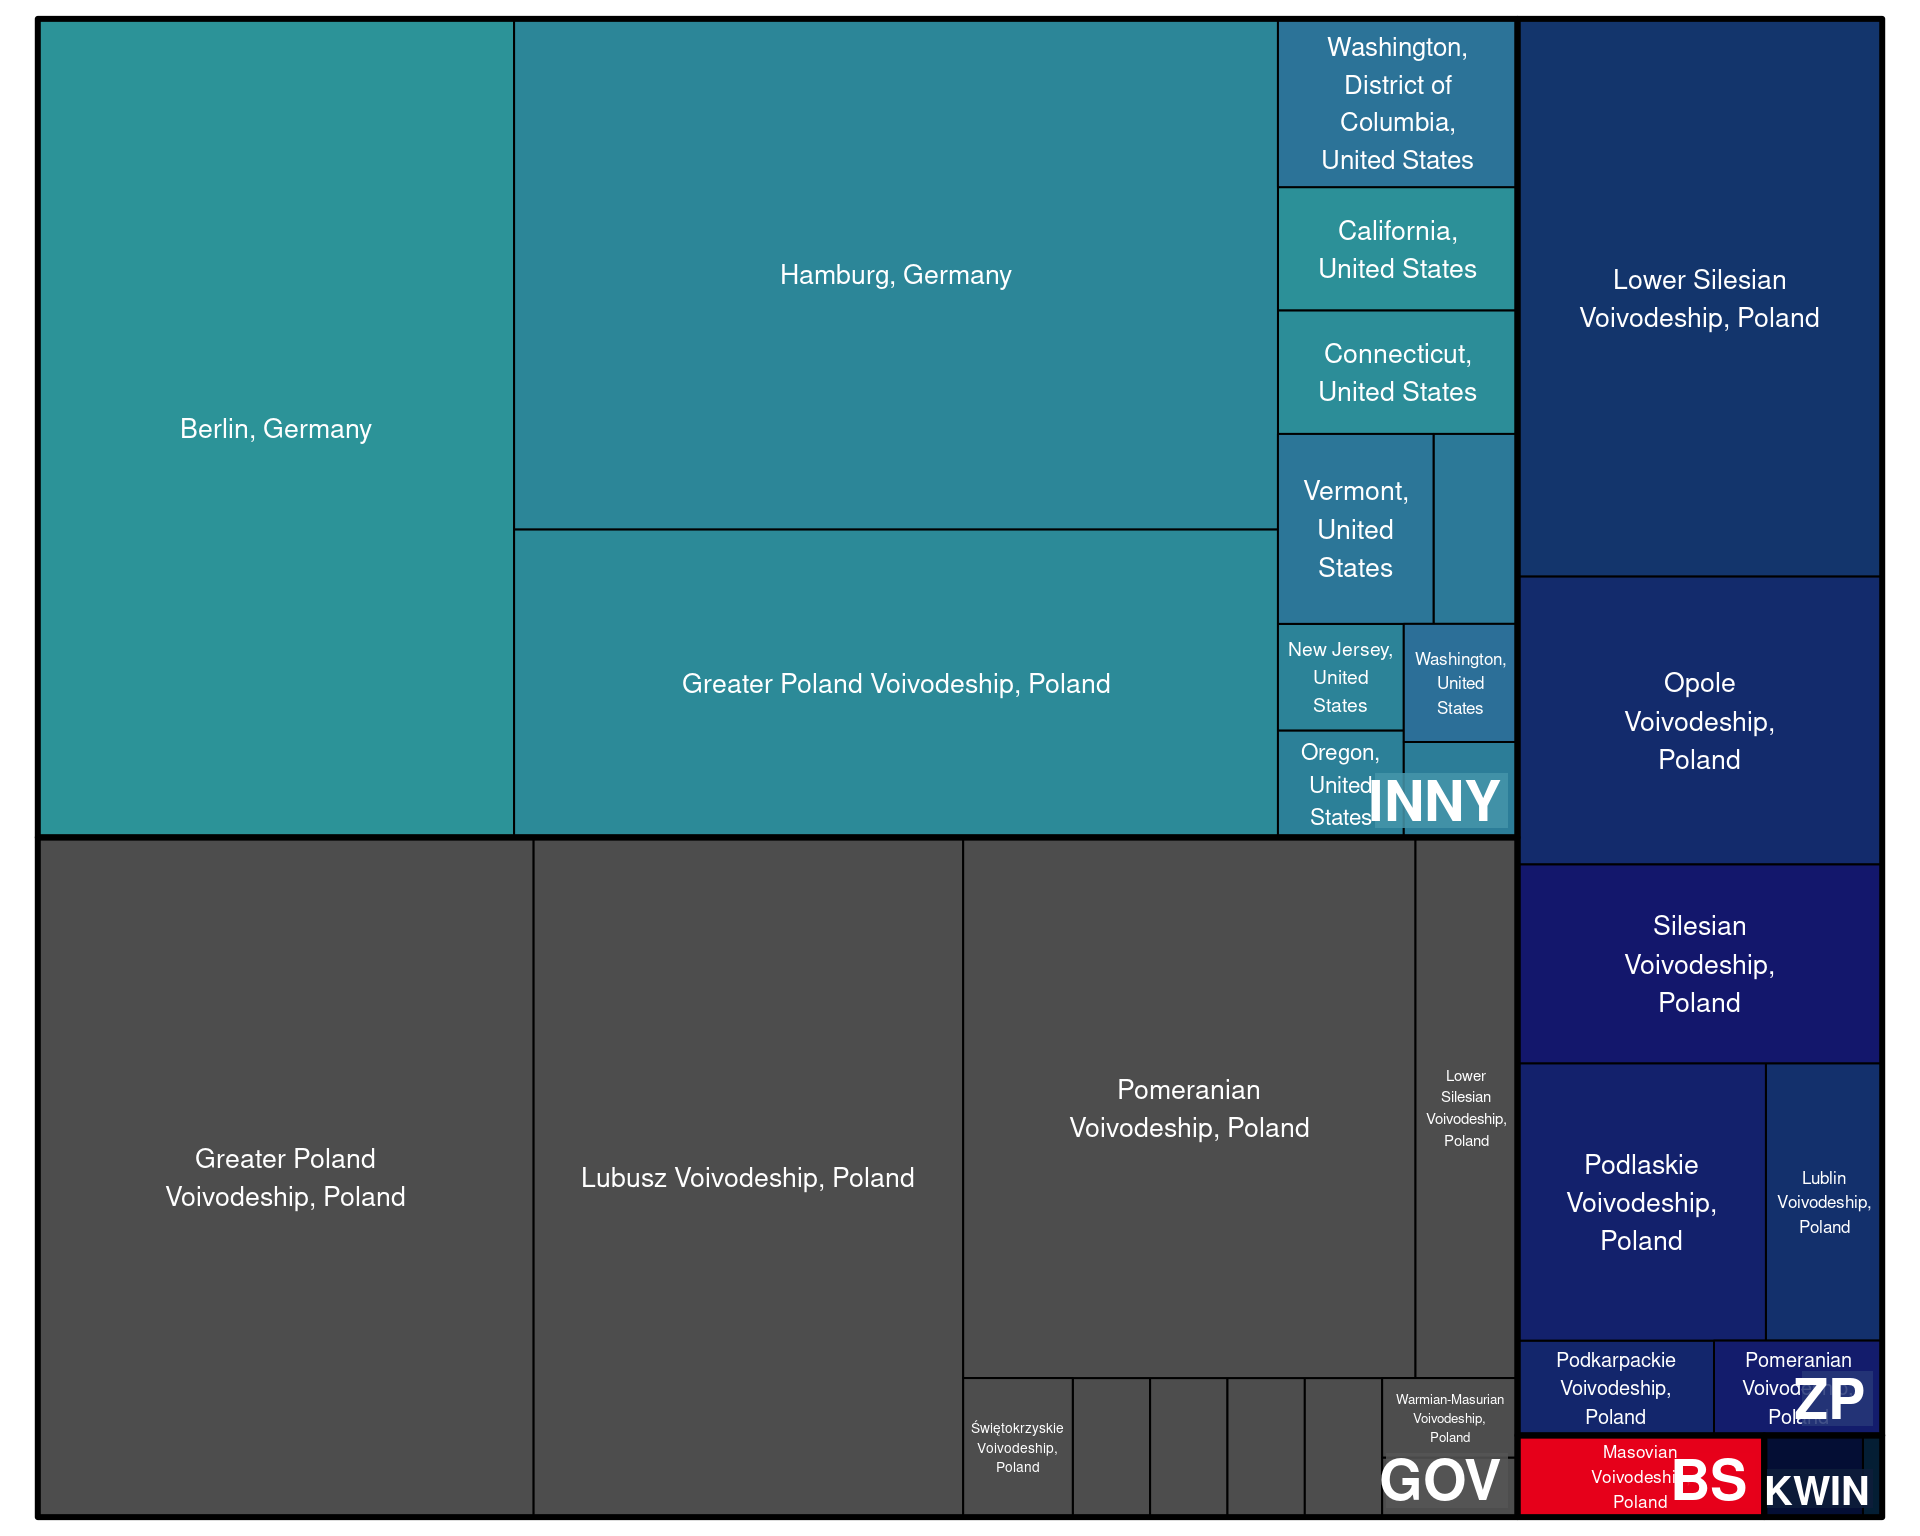 Berlin, Germany
Hamburg, Germany
Greater Poland Voivodeship, Poland
Washington,
District of
Columbia,
United States
California,
United States
Connecticut,
United States
Vermont,
United
States
New Jersey,
United
States
Washington,
United
States
Oregon,
United
States
INNY
Greater Poland
Voivodeship, Poland
Lubusz Voivodeship, Poland
Pomeranian
Voivodeship, Poland
Lower
Silesian
Voivodeship,
Poland
Świętokrzyskie
Voivodeship,
Poland
Warmian-Masurian
Voivodeship,
Poland
GOV
Lower Silesian
Voivodeship, Poland
Opole
Voivodeship,
Poland
Silesian
Voivodeship,
Poland
Podlaskie
Voivodeship,
Poland
Lublin
Voivodeship,
Poland
Podkarpackie
Voivodeship,
Poland
Pomeranian
Voivodeship,
Poland
ZP
Masovian
Voivodeship,
Poland
BS
KWIN